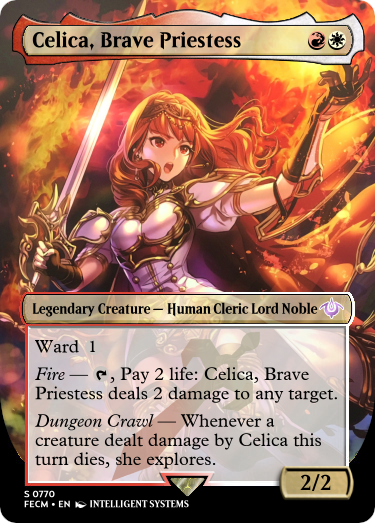 Celica, Brave Priestess
Legendary Creature — Human Cleric Lord Noble
Ward 1
Fire — , Pay 2 life: Celica, Brave
Priestess deals 2 damage to any target.
Dungeon Crawl — Whenever a
creature dealt damage by Celica this
turn dies, she explores.
2/2
S 0770
FECM • EN INTELLIGENT SYSTEMS